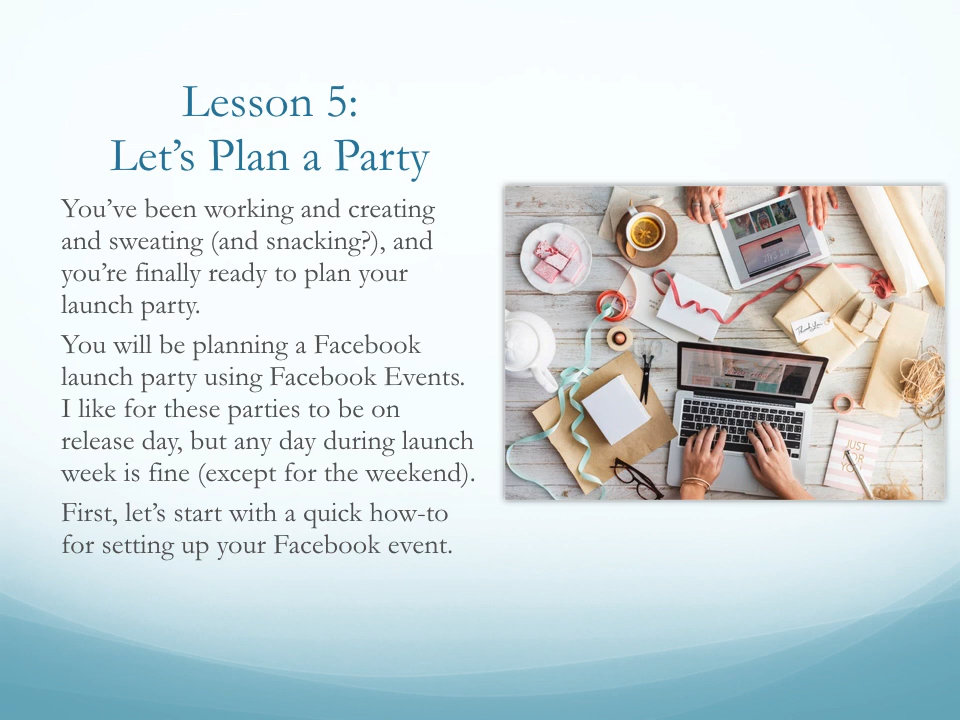 Lesson 5:
Let’s Plan a Party
You’ve been working and creating
and sweating (and snacking?), and
you’re finally ready to plan your
launch party.
You will be planning a Facebook
launch party using Facebook Events.
I like for these parties to be on
release day, but any day during launch
week is fine (except for the weekend).
First, let’s start with a quick how-to
for setting up your Facebook event.
Thank You
JUST
FOR
YOU